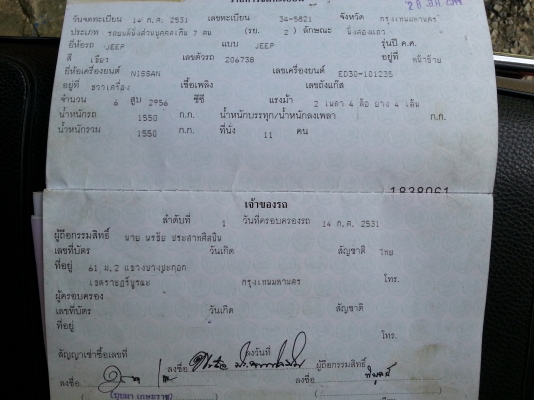 วันจดทะเบียน 14 ก.ค. 2531 เลขทะเบียน 34-5821 จังหวัด กรุงเทพมหานคร
ประเภท รถยนต์นั่งส่วนบุคคลเกิน 7 คน (รย. 2) ลักษณะ นั่งสองแถว
ยี่ห้อรถ JEEP แบบ JEEP รุ่นปี ค.ศ.
สี เขียว เลขตัวรถ 206738 อยู่ที่ หน้าซ้าย
ยี่ห้อเครื่องยนต์ NISSAN เลขเครื่องยนต์ ED30-101235
อยู่ที่ ขวาเครื่อง เชื้อเพลิง เลขถังแก๊ส
จำนวน 6 สูบ 2956 ซีซี แรงม้า 2 เพลา 4 ล้อ ยาง 4 เส้น
น้ำหนักรถ 1550 ก.ก. น้ำหนักบรรทุก/น้ำหนักลงเพลา ก.ก.
น้ำหนักรวม 1550 ก.ก. ที่นั่ง 11 คน
1838061
เจ้าของรถ
ลำดับที่ 1 วันที่ครอบครองรถ 14 ก.ค. 2531
ผู้ถือกรรมสิทธิ์ นาย นรชัย ประสาทศิลปิน
เลขที่บัตร วันเกิด สัญชาติ ไทย
ที่อยู่ 61 ม.2 แขวงบางปะกอก
เขตราษฎร์บูรณะ กรุงเทพมหานคร โทร.
ผู้ครอบครอง
เลขที่บัตร วันเกิด สัญชาติ
ที่อยู่
โทร.
สัญญาเช่าซื้อเลขที่ ลงวันที่
ลงชื่อ ผู้ถือกรรมสิทธิ์
ลงชื่อ ลงชื่อ